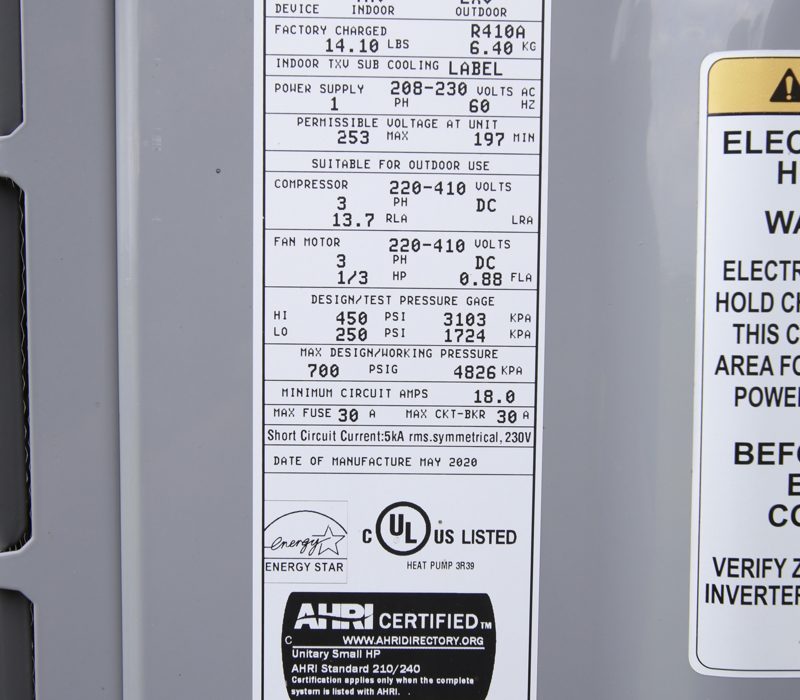 DEVICE INDOOR OUTDOOR
FACTORY CHARGED R410A
14.10 LBS 6.40 KG
INDOOR TXV SUB COOLING LABEL
POWER SUPPLY 208-230 VOLTS AC
1 PH 60 HZ
PERMISSIBLE VOLTAGE AT UNIT
253 MAX 197 MIN
SUITABLE FOR OUTDOOR USE
COMPRESSOR 220-410 VOLTS
3 PH DC
13.7 RLA LRA
FAN MOTOR 220-410 VOLTS
3 PH DC
1/3 HP 0.88 FLA
DESIGN/TEST PRESSURE GAGE
HI 450 PSI 3103 KPA
LO 250 PSI 1724 KPA
MAX DESIGN/WORKING PRESSURE
700 PSIG 4826 KPA
MINIMUM CIRCUIT AMPS 18.0
MAX FUSE 30 A MAX CKT-BKR 30 A
Short Circuit Current:5kA rms.symmetrical, 230V
DATE OF MANUFACTURE MAY 2020
energy
ENERGY STAR
C UL US LISTED
HEAT PUMP 3R39
AHRI CERTIFIED™
C WWW.AHRIDIRECTORY.ORG
Unitary Small HP
AHRI Standard 210/240
Certification applies only when the complete
system is listed with AHRI.
ELEC
H
WA
ELECTR
HOLD CH
THIS C
AREA FO
POWE
BEFO
E
CO
VERIFY Z
INVERTER